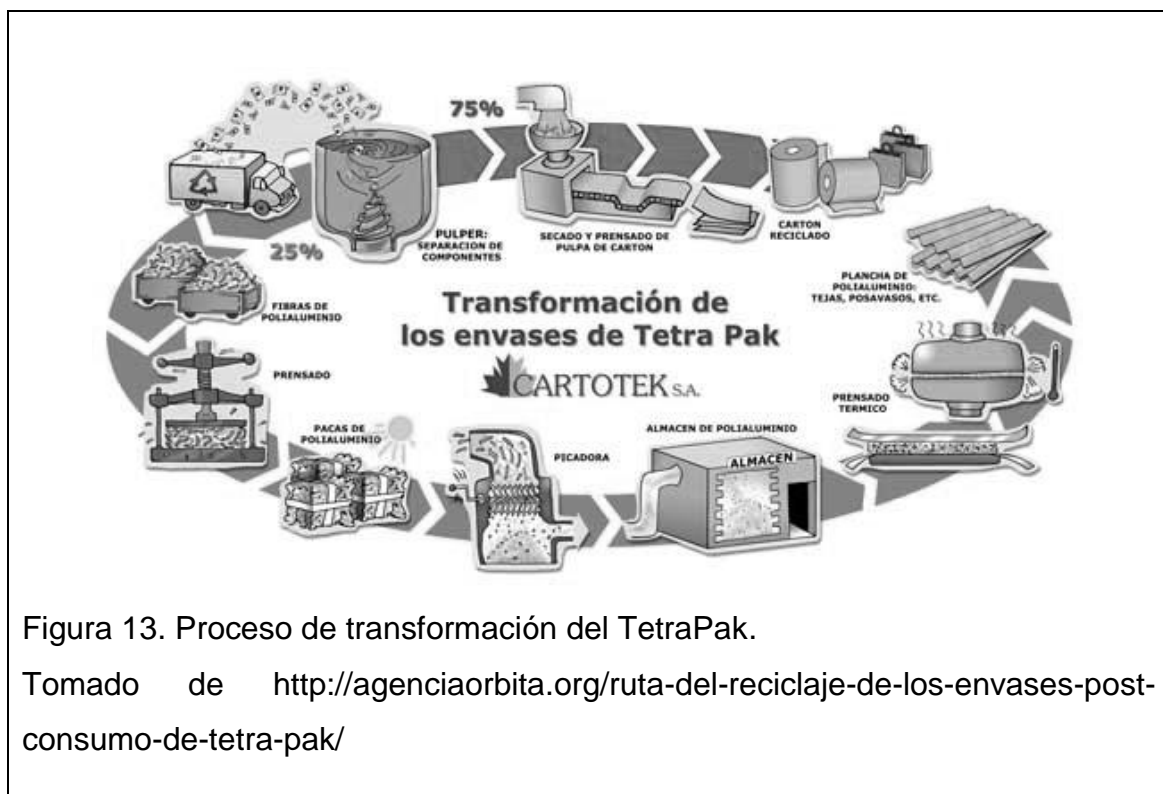 75%
PULPER:
SEPARACION DE
COMPONENTES
SECADO Y PRENSADO DE
PULPA DE CARTON
CARTON
RECICLADO
25%
FIBRAS DE
POLIALUMINIO
PLANCHA DE
POLIALUMINIO:
TEJAS, POSAVASOS, ETC.
Transformación de
los envases de Tetra Pak
CARTOTEK S.A.
PRENSADO
PRENSADO
TERMICO
PACAS DE
POLIALUMINIO
PICADORA
ALMACEN DE POLIALUMINIO
ALMACEN
Figura 13. Proceso de transformación del TetraPak.
Tomado de http://agenciaorbita.org/ruta-del-reciclaje-de-los-envases-post-
consumo-de-tetra-pak/